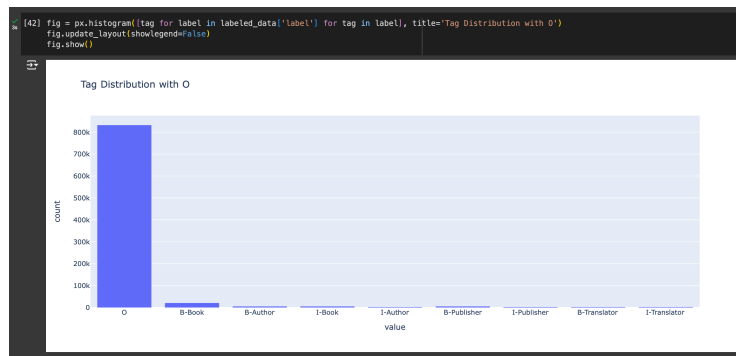 [42] fig = px.histogram([tag for label in labeled_data['label'] for tag in label], title='Tag Distribution with O')
fig.update_layout(showlegend=False)
fig.show()
Tag Distribution with O
800k
700k
600k
500k
400k
300k
200k
100k
0
count
O B-Book B-Author I-Book I-Author B-Publisher I-Publisher B-Translator I-Translator
value